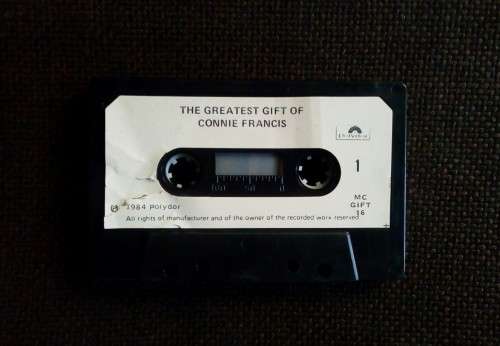 THE GREATEST GIFT OF
CONNIE FRANCIS
1
100 50 0
MC
GIFT
16
℗ 1984 Polydor
All rights of manufacturer and of the owner of the recorded work reserved